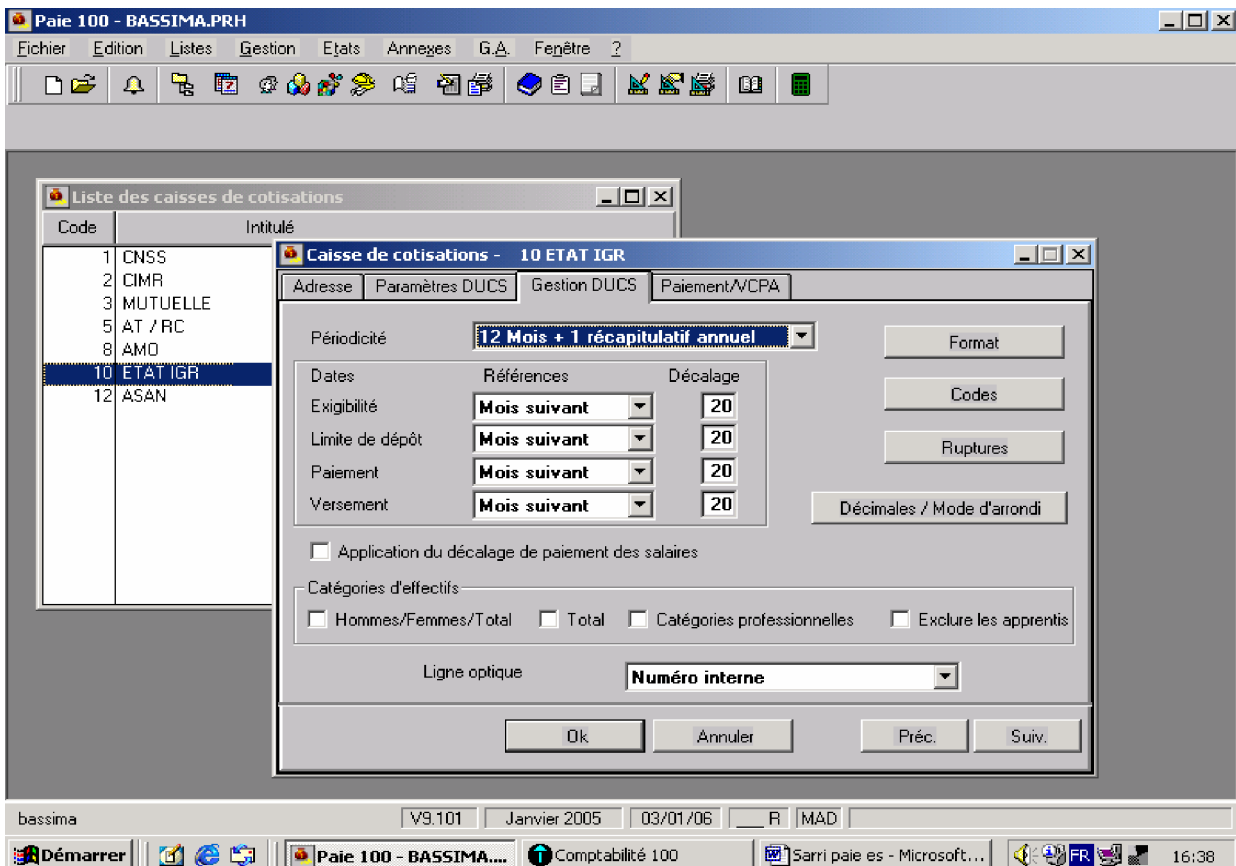 Paie 100 - BASSIMA.PRH
Fichier Edition Listes Gestion Etats Annexes G.A. Fenêtre ?
Liste des caisses de cotisations
Code Intitulé
1 CNSS
2 CIMR
3 MUTUELLE
5 AT / RC
8 AMO
10 ETAT IGR
12 ASAN
Caisse de cotisations - 10 ETAT IGR
Adresse Paramètres DUCS Gestion DUCS Paiement/VCPA
Périodicité 12 Mois + 1 récapitulatif annuel Format
Dates Références Décalage
Codes
Exigibilité Mois suivant 20
Limite de dépôt Mois suivant 20
Ruptures
Paiement Mois suivant 20
Versement Mois suivant 20
Décimales / Mode d'arrondi
Application du décalage de paiement des salaires
Catégories d'effectifs
Hommes/Femmes/Total Total Catégories professionnelles Exclure les apprentis
Ligne optique Numéro interne
Ok Annuler Préc. Suiv.
bassima V9.101 Janvier 2005 03/01/06 ___ R MAD
Démarrer Paie 100 - BASSIMA.... Comptabilité 100 Sarri paie es - Microsoft... FR 16:38